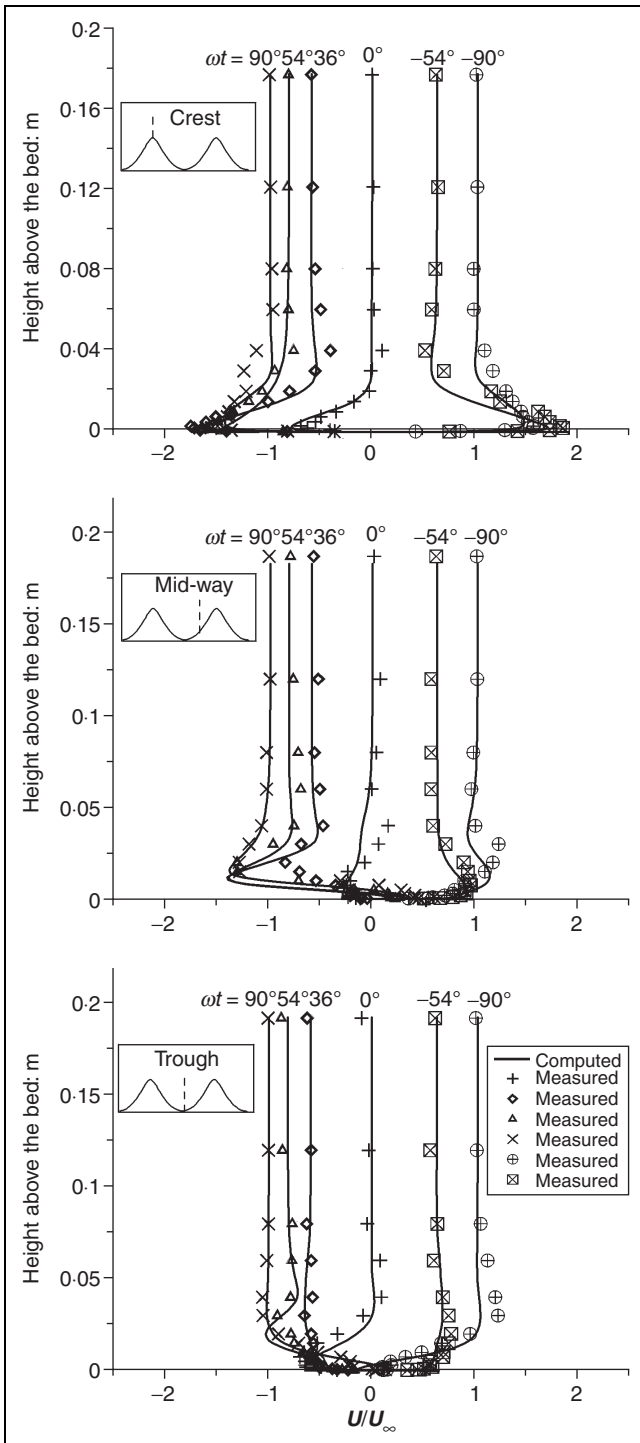 0·2
ωt = 90° 54° 36° 0° −54° −90°
0·16
Crest
0·12
0·08
0·04
0
Height above the bed: m
−2 −1 0 1 2
0·2
ωt = 90° 54° 36° 0° −54° −90°
Mid-way
0·15
0·1
0·05
0
Height above the bed: m
−2 −1 0 1 2
0·2
ωt = 90° 54° 36° 0° −54° −90°
Trough
0·15
0·1
0·05
0
Height above the bed: m
Computed
Measured
Measured
Measured
Measured
Measured
Measured
−2 −1 0 1 2
U/U∞